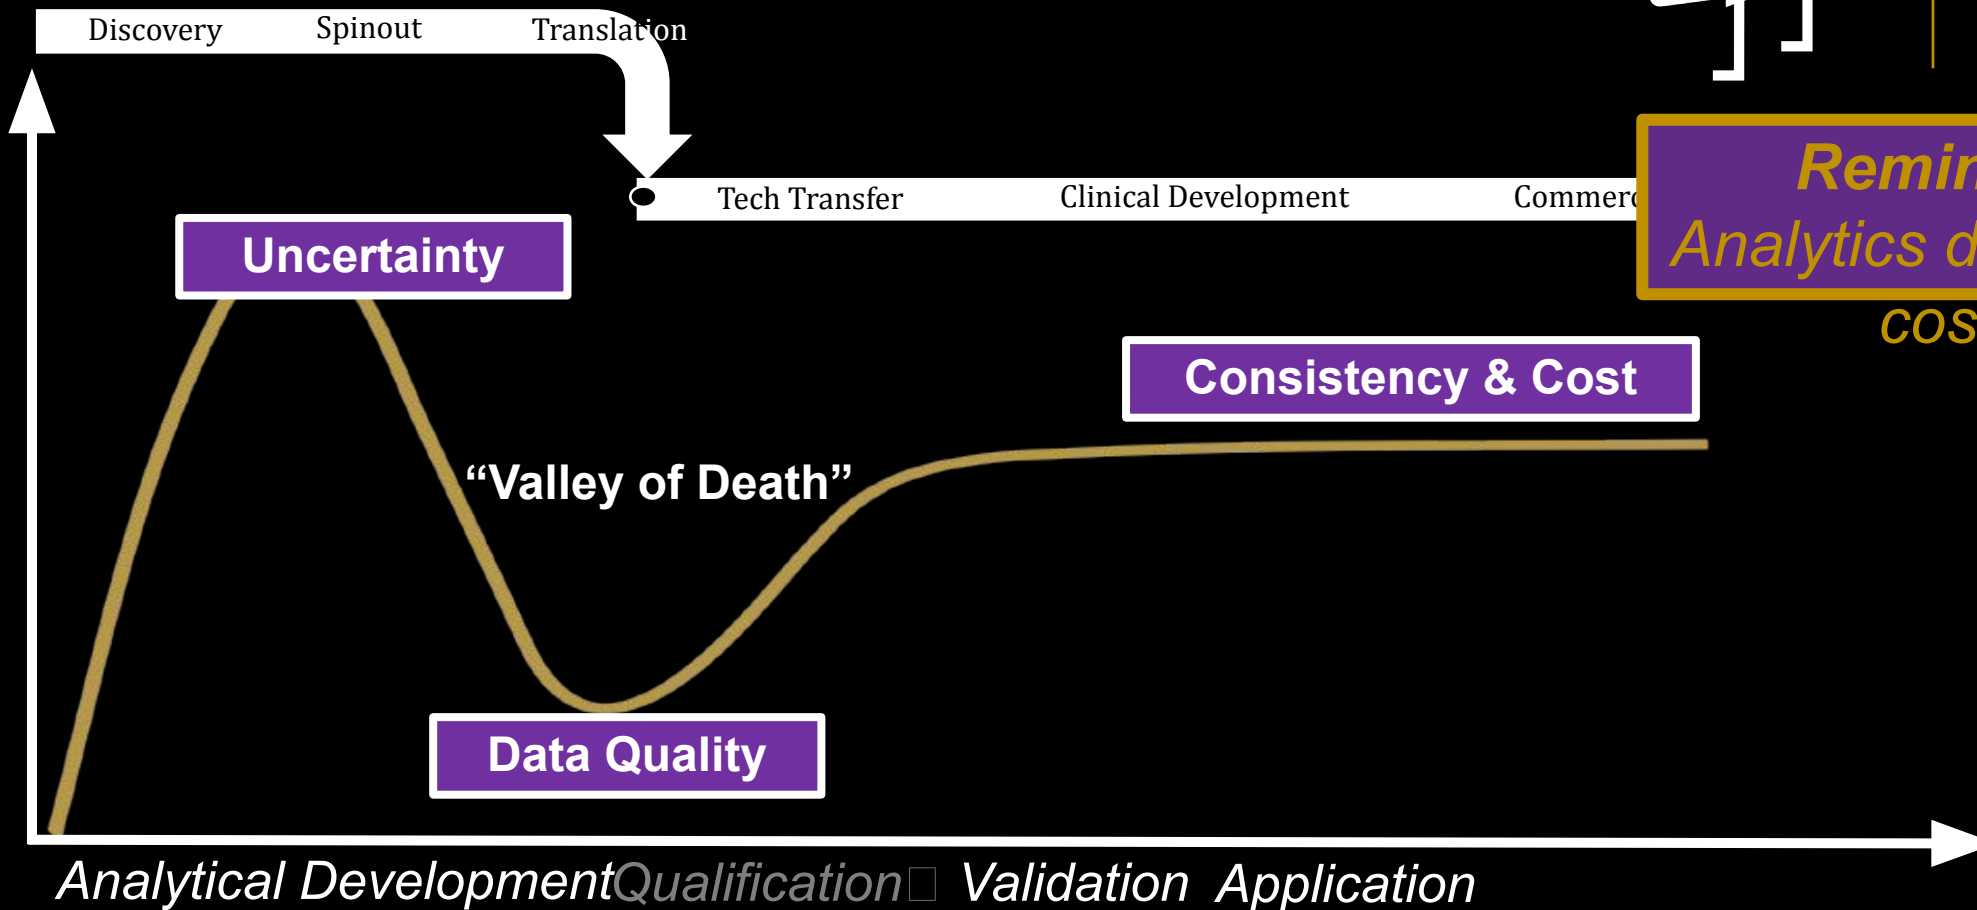 Discovery Spinout Translation
Tech Transfer Clinical Development
Uncertainty
Analytics
Consistency & Cost
“Valley of Death”
Data Quality
Analytical Development Qualification Validation Application